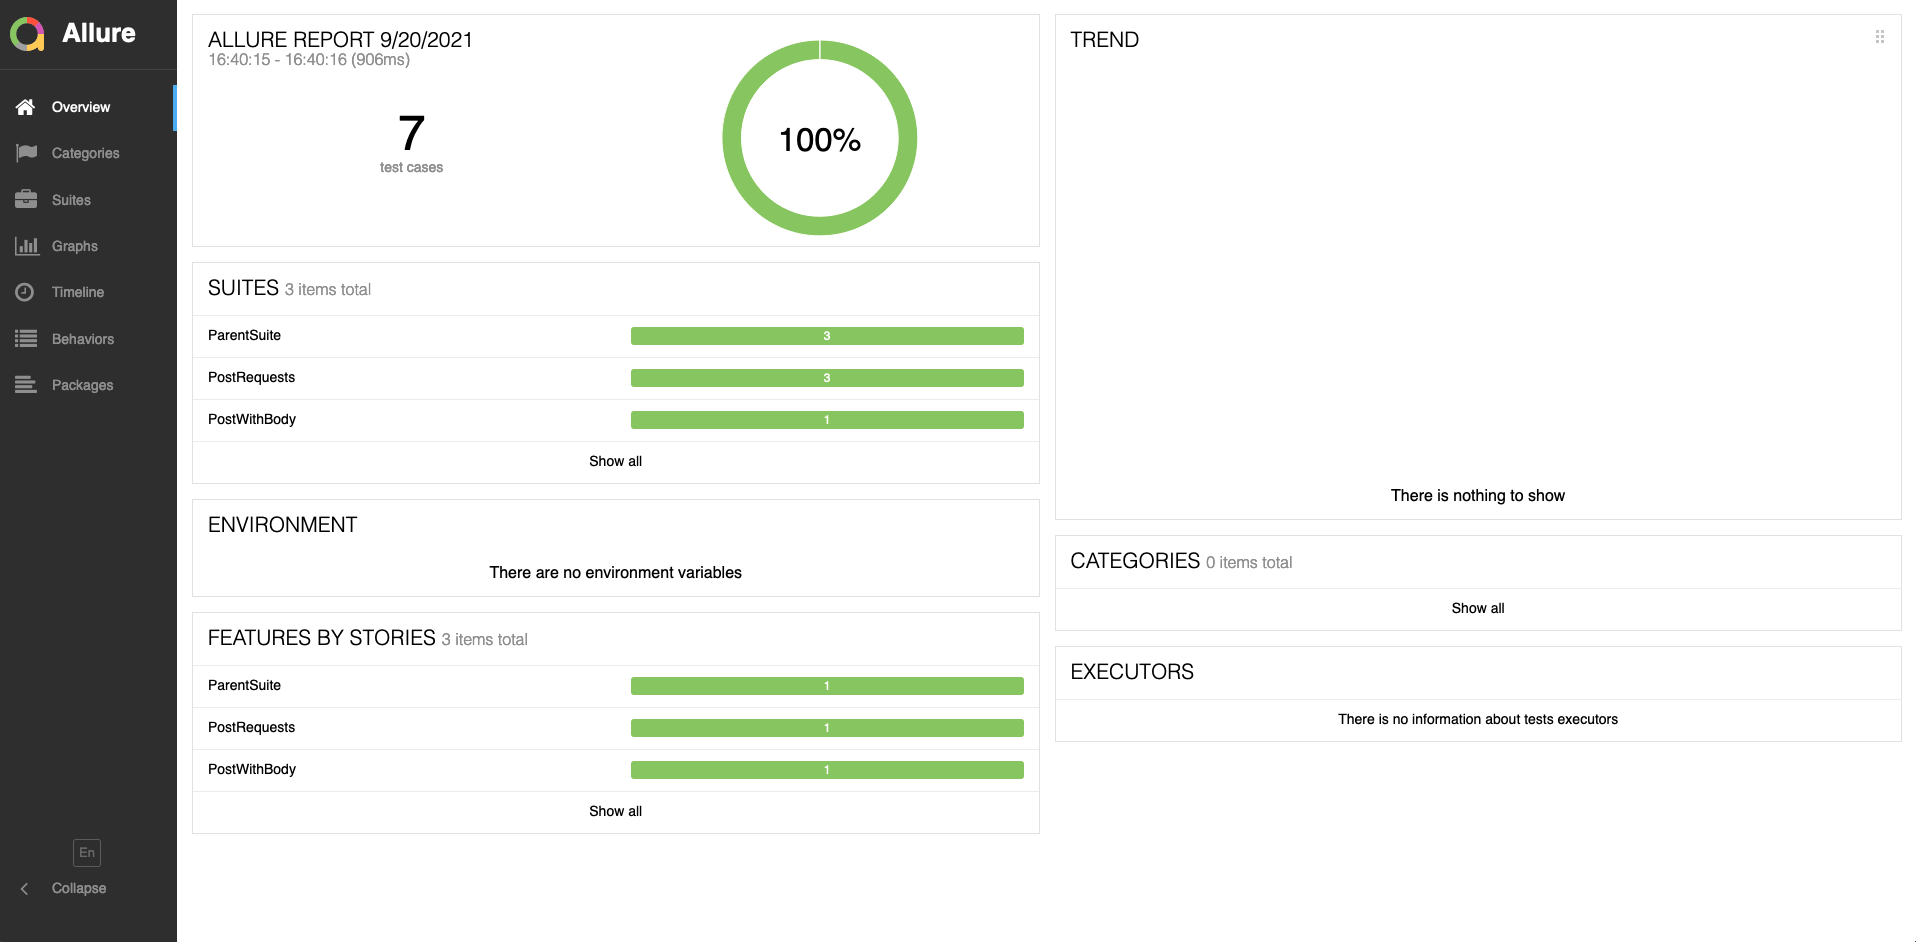 Allure
Overview
Categories
Suites
Graphs
Timeline
Behaviors
Packages
En
Collapse
ALLURE REPORT 9/20/2021
16:40:15 - 16:40:16 (906ms)
7
test cases
100%
SUITES 3 items total
ParentSuite 3
PostRequests 3
PostWithBody 1
Show all
ENVIRONMENT
There are no environment variables
FEATURES BY STORIES 3 items total
ParentSuite 1
PostRequests 1
PostWithBody 1
Show all
TREND
There is nothing to show
CATEGORIES 0 items total
Show all
EXECUTORS
There is no information about tests executors